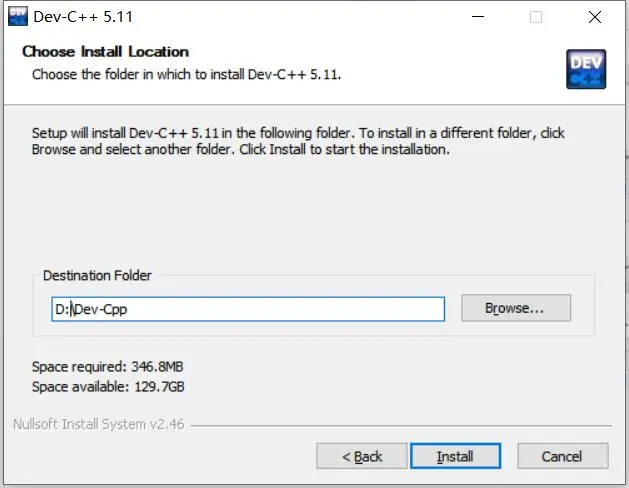 Dev-C++ 5.11
Choose Install Location
Choose the folder in which to install Dev-C++ 5.11.
DEV
C++
Setup will install Dev-C++ 5.11 in the following folder. To install in a different folder, click
Browse and select another folder. Click Install to start the installation.
Destination Folder
D:\Dev-Cpp
Browse...
Space required: 346.8MB
Space available: 129.7GB
Nullsoft Install System v2.46
< Back
Install
Cancel